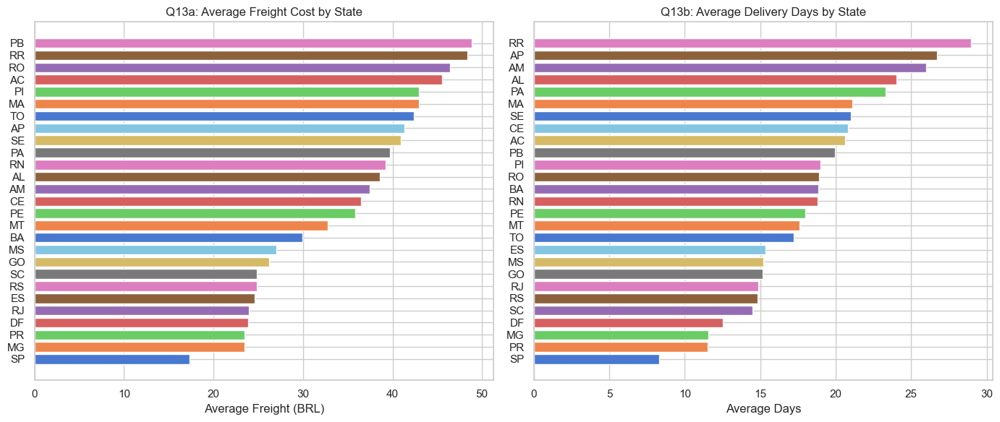 Q13a: Average Freight Cost by State
PB
RR
RO
AC
PI
MA
TO
AP
SE
PA
RN
AL
AM
CE
PE
MT
BA
MS
GO
SC
RS
ES
RJ
DF
PR
MG
SP
0 10 20 30 40 50
Average Freight (BRL)
Q13b: Average Delivery Days by State
RR
AP
AM
AL
PA
MA
SE
CE
AC
PB
PI
RO
BA
RN
PE
MT
TO
ES
MS
GO
RJ
RS
SC
DF
MG
PR
SP
0 5 10 15 20 25 30
Average Days